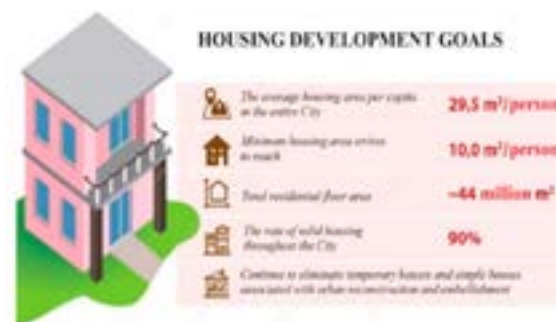 HOUSING DEVELOPMENT GOALS
The average housing area per capita
in the entire City
29,5 m²/person
Minimum housing area strives
to reach
10,0 m²/person
Total residential floor area
~44 million m²
The rate of solid housing
throughout the City
90%
Continue to eliminate temporary houses and simple houses
associated with urban reconstruction and embellishment